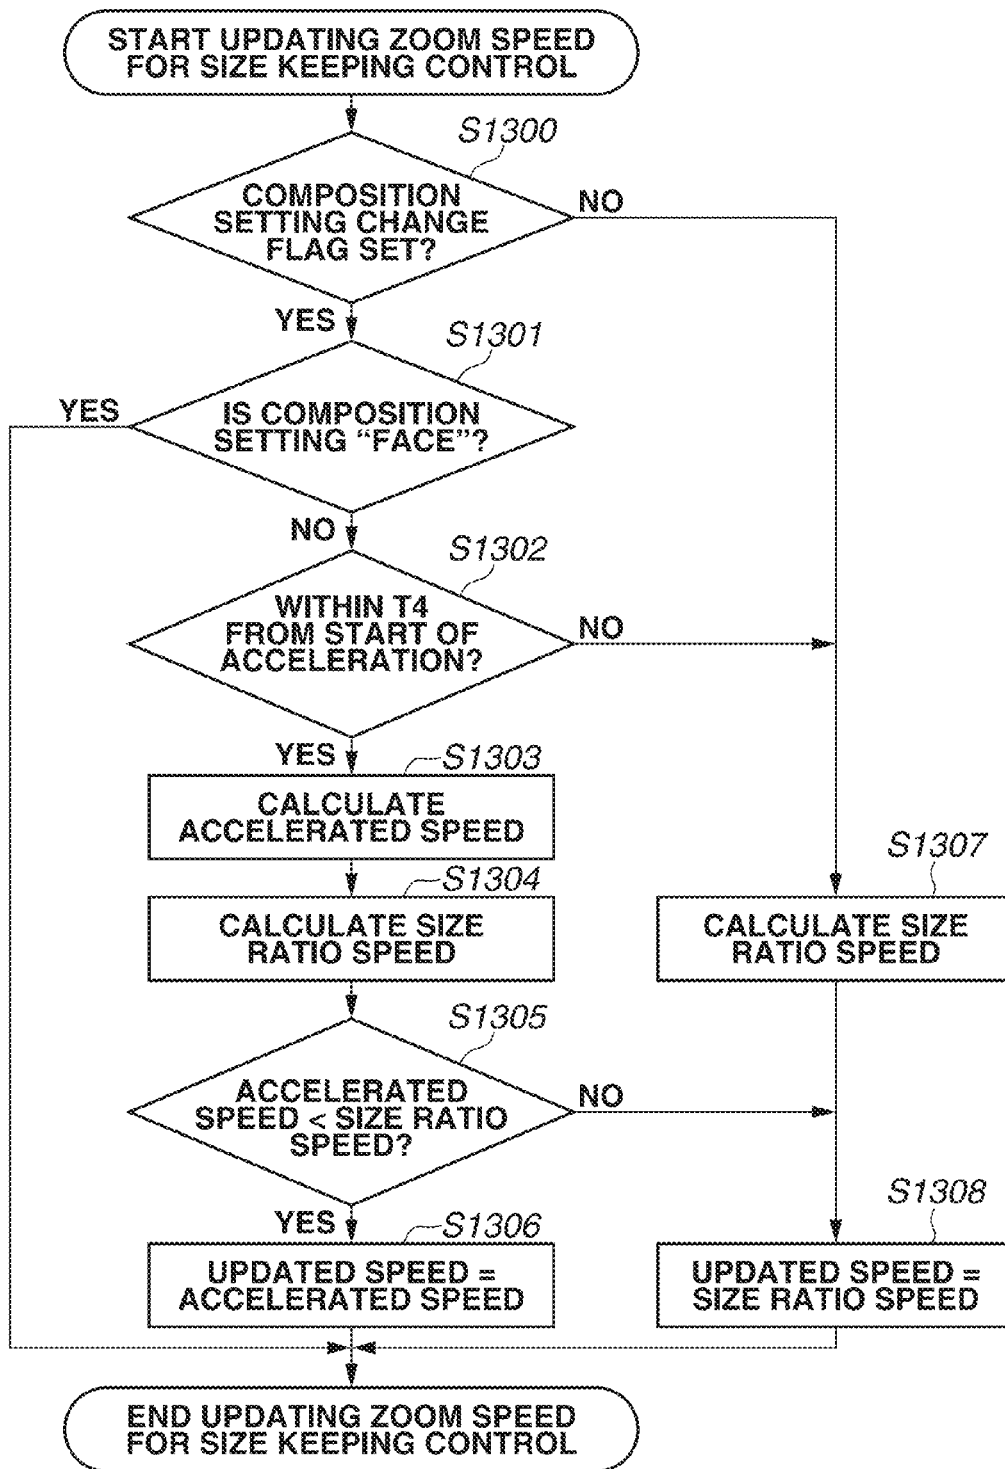 START UPDATING ZOOM SPEED
FOR SIZE KEEPING CONTROL
S1300
COMPOSITION
SETTING CHANGE
FLAG SET?
NO
YES
S1301
YES
IS COMPOSITION
SETTING “FACE”?
NO
S1302
WITHIN T4
FROM START OF
ACCELERATION?
NO
YES
S1303
CALCULATE
ACCELERATED SPEED
S1304
CALCULATE SIZE
RATIO SPEED
S1307
CALCULATE SIZE
RATIO SPEED
S1305
ACCELERATED
SPEED < SIZE RATIO
SPEED?
NO
YES
S1306
UPDATED SPEED =
ACCELERATED SPEED
S1308
UPDATED SPEED =
SIZE RATIO SPEED
END UPDATING ZOOM SPEED
FOR SIZE KEEPING CONTROL